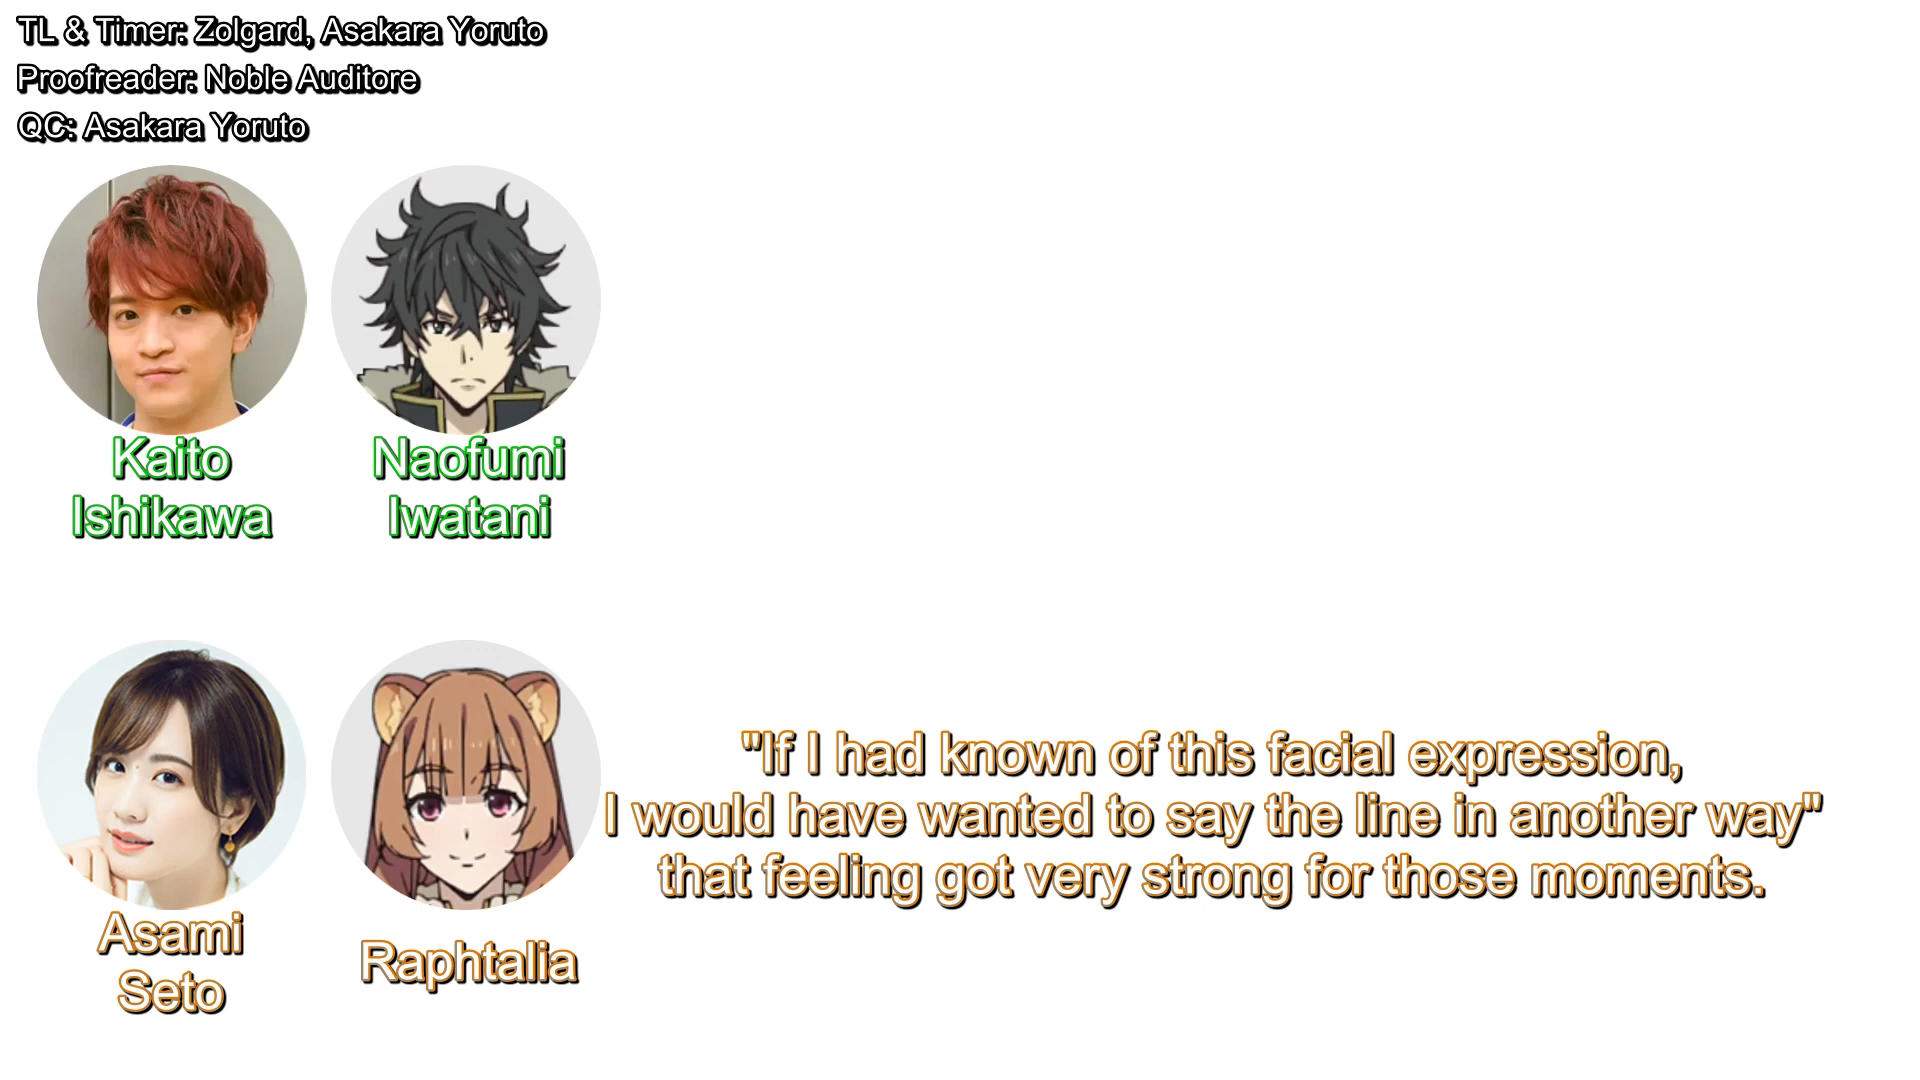 TL & Timer: Zolgard, Asakara Yoruto
Proofreader: Noble Auditore
QC: Asakara Yoruto
Kaito
Ishikawa
Naofumi
Iwatani
"If I had known of this facial expression,
I would have wanted to say the line in another way"
that feeling got very strong for those moments.
Asami
Seto
Raphtalia